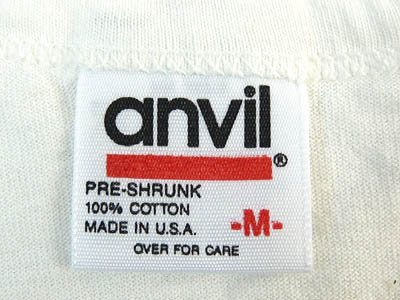 anvil
®
PRE-SHRUNK
100% COTTON
MADE IN U.S.A.
-M-
OVER FOR CARE